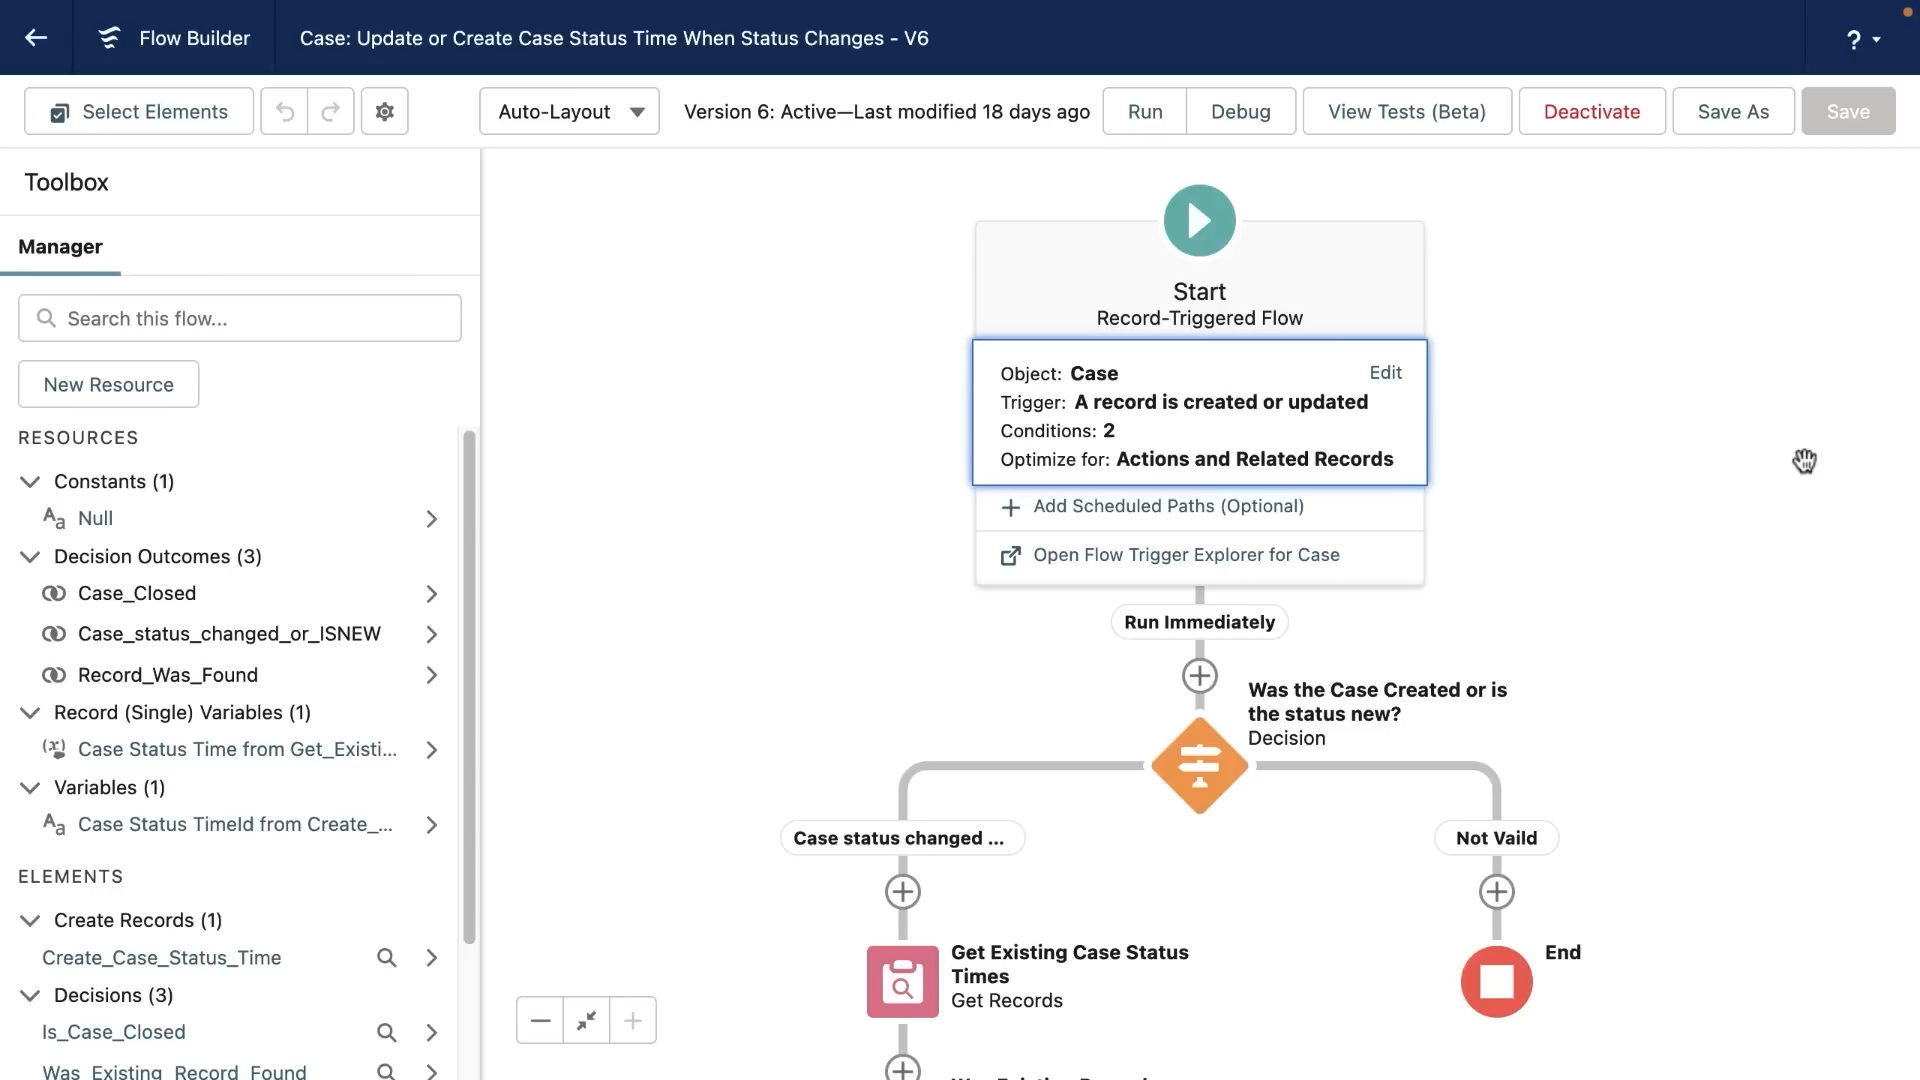 Flow Builder
Case: Update or Create Case Status Time When Status Changes - V6
?
Select Elements
Auto-Layout
Version 6: Active—Last modified 18 days ago
Run
Debug
View Tests (Beta)
Deactivate
Save As
Save
Toolbox
Manager
Search this flow...
New Resource
RESOURCES
Constants (1)
Null
Decision Outcomes (3)
Case_Closed
Case_status_changed_or_ISNEW
Record_Was_Found
Record (Single) Variables (1)
Case Status Time from Get_Existi...
Variables (1)
Case Status TimeId from Create_...
ELEMENTS
Create Records (1)
Create_Case_Status_Time
Decisions (3)
Is_Case_Closed
Was_Existing_Record_Found
Start
Record-Triggered Flow
Object: Case
Edit
Trigger: A record is created or updated
Conditions: 2
Optimize for: Actions and Related Records
Add Scheduled Paths (Optional)
Open Flow Trigger Explorer for Case
Run Immediately
Was the Case Created or is
the status new?
Decision
Case status changed ...
Not Vaild
Get Existing Case Status
Times
Get Records
End